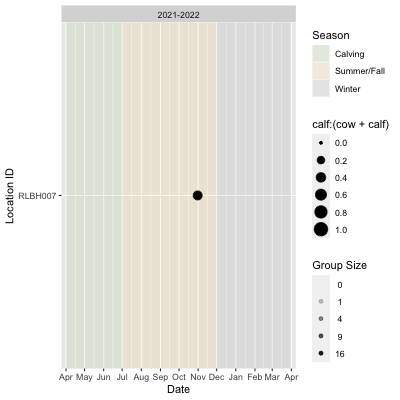 2021-2022
Location ID
RLBH007
Apr May Jun Jul Aug Sep Oct Nov Dec Jan Feb Mar Apr
Date
Season
Calving
Summer/Fall
Winter
calf:(cow + calf)
0.0
0.2
0.4
0.6
0.8
1.0
Group Size
0
1
4
9
16